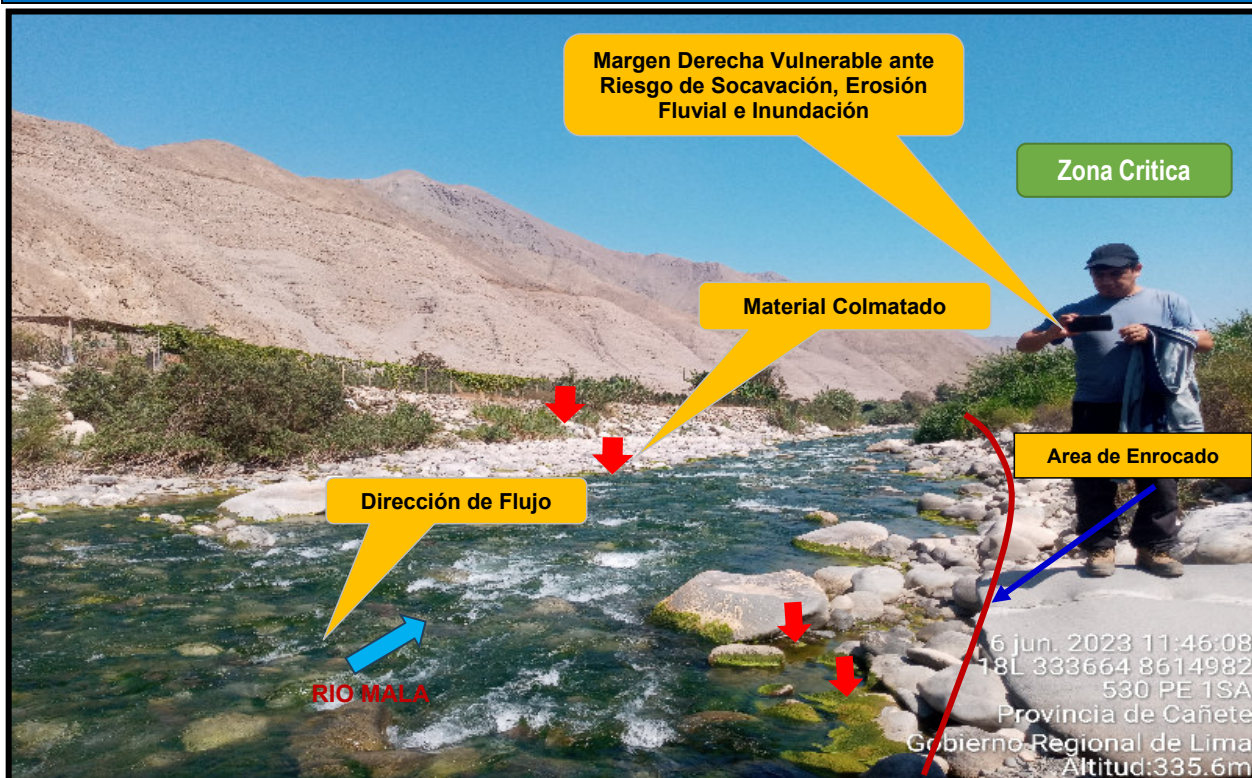 Margen Derecha Vulnerable ante
Riesgo de Socavación, Erosión
Fluvial e Inundación
Zona Critica
Material Colmatado
Area de Enrocado
Dirección de Flujo
RIO MALA
6 jun. 2023 11:46:08
18L 333664 8614982
530 PE 1SA
Provincia de Cañete
Gobierno Regional de Lima
Altitud:335.6m